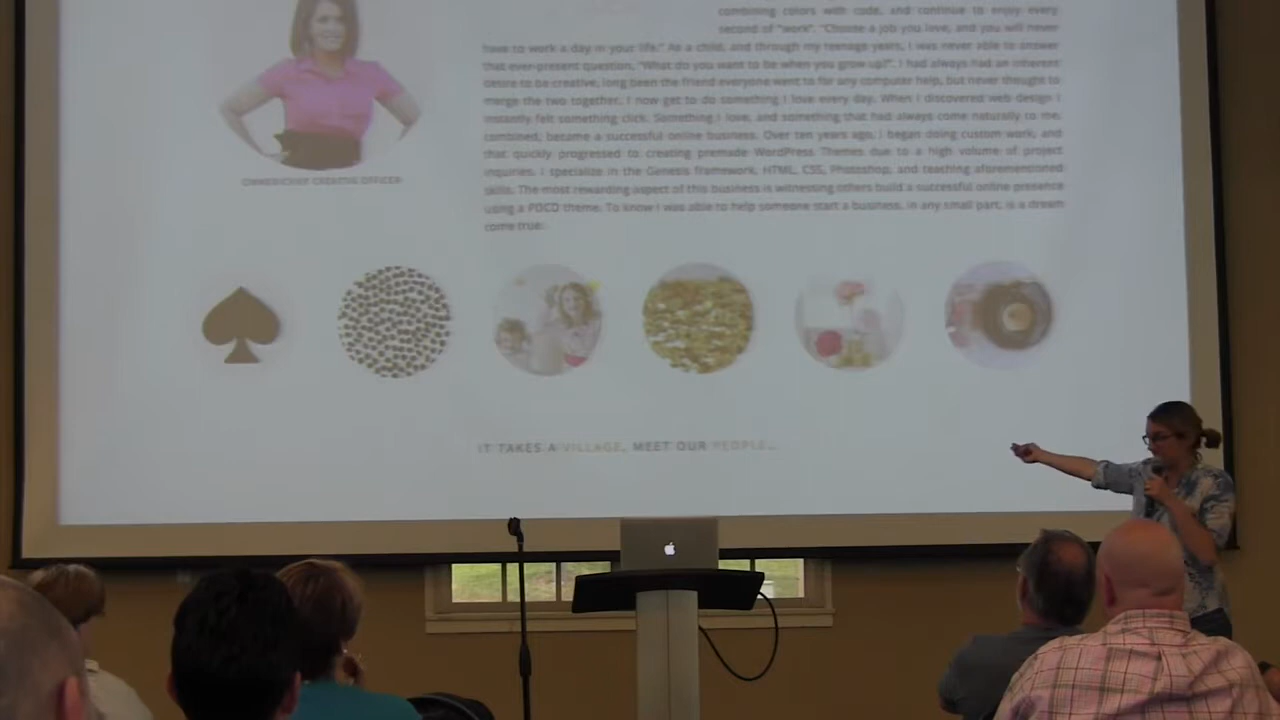 combining colors with code, and continue to enjoy every
second of "work". "Choose a job you love, and you will never
have to work a day in your life." As a child, and through my teenage years, I was never able to answer
that ever-present question, "What do you want to be when you grow up?". I had always had an inherent
desire to be creative, long been the friend everyone went to for any computer help, but never thought to
merge the two together. I now get to do something I love every day. When I discovered web design I
instantly felt something click. Something I love, and something that had always come naturally to me,
combined, became a successful online business. Over ten years ago, I began doing custom work, and
that quickly progressed to creating premade WordPress Themes due to a high volume of project
inquiries. I specialize in the Genesis framework, HTML, CSS, Photoshop, and teaching aforementioned
skills. The most rewarding aspect of this business is witnessing others build a successful online presence
using a PDCD theme. To know I was able to help someone start a business, in any small part, is a dream
come true.
OWNER/CHIEF CREATIVE OFFICER
IT TAKES A VILLAGE, MEET OUR PEOPLE...